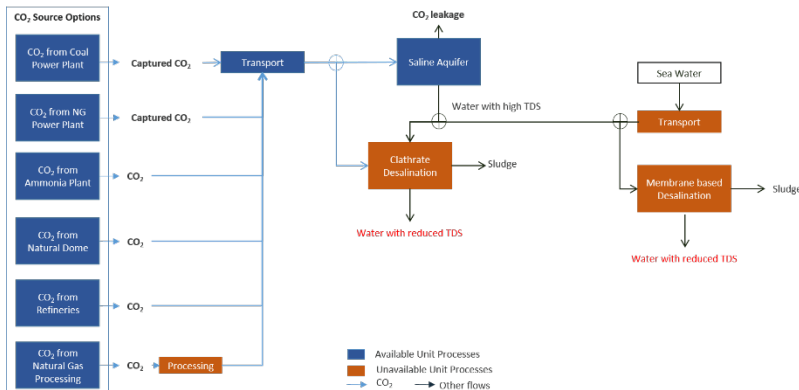 CO₂ Source Options
CO₂ from Coal
Power Plant
Captured CO₂
Transport
CO₂ leakage
Saline Aquifer
Sea Water
CO₂ from NG
Power Plant
Captured CO₂
Water with high TDS
Transport
CO₂ from
Ammonia Plant
CO₂
Clathrate
Desalination
Sludge
Membrane based
Desalination
Sludge
CO₂ from
Natural Dome
CO₂
Water with reduced TDS
Water with reduced TDS
CO₂ from
Refineries
CO₂
CO₂ from
Natural Gas
Processing
CO₂
Processing
Available Unit Processes
Unavailable Unit Processes
CO₂
Other flows